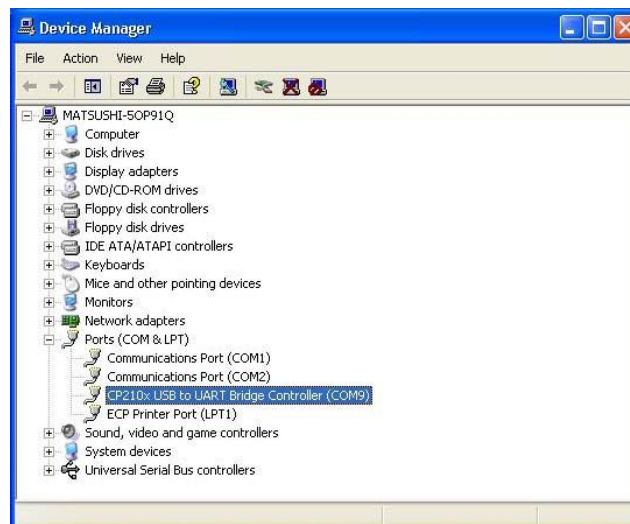 Device Manager
File Action View Help
MATSUSHI-5OP91Q
Computer
Disk drives
Display adapters
DVD/CD-ROM drives
Floppy disk controllers
Floppy disk drives
IDE ATA/ATAPI controllers
Keyboards
Mice and other pointing devices
Monitors
Network adapters
Ports (COM & LPT)
Communications Port (COM1)
Communications Port (COM2)
CP210x USB to UART Bridge Controller (COM9)
ECP Printer Port (LPT1)
Sound, video and game controllers
System devices
Universal Serial Bus controllers